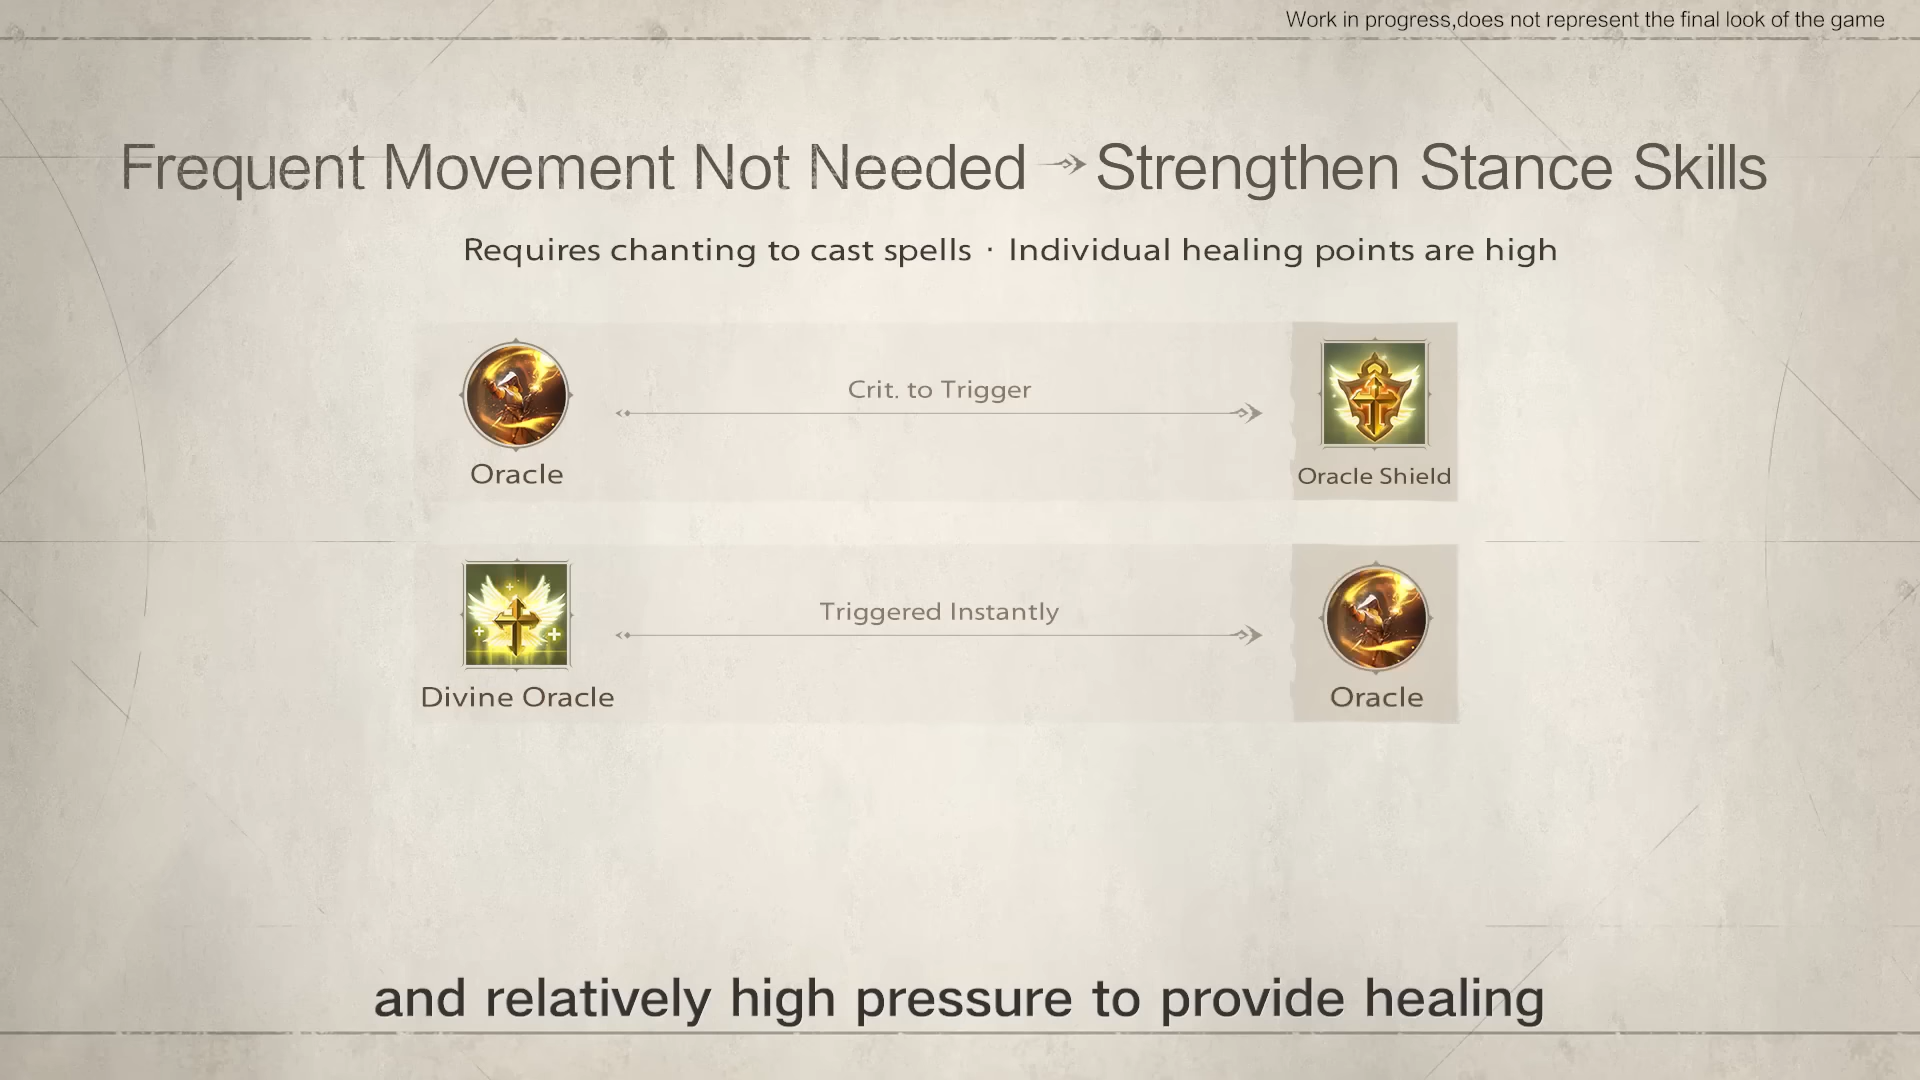 Work in progress,does not represent the final look of the game
Frequent Movement Not Needed Strengthen Stance Skills
Requires chanting to cast spells · Individual healing points are high
Crit. to Trigger
Oracle
Oracle Shield
Triggered Instantly
Divine Oracle
Oracle
and relatively high pressure to provide healing